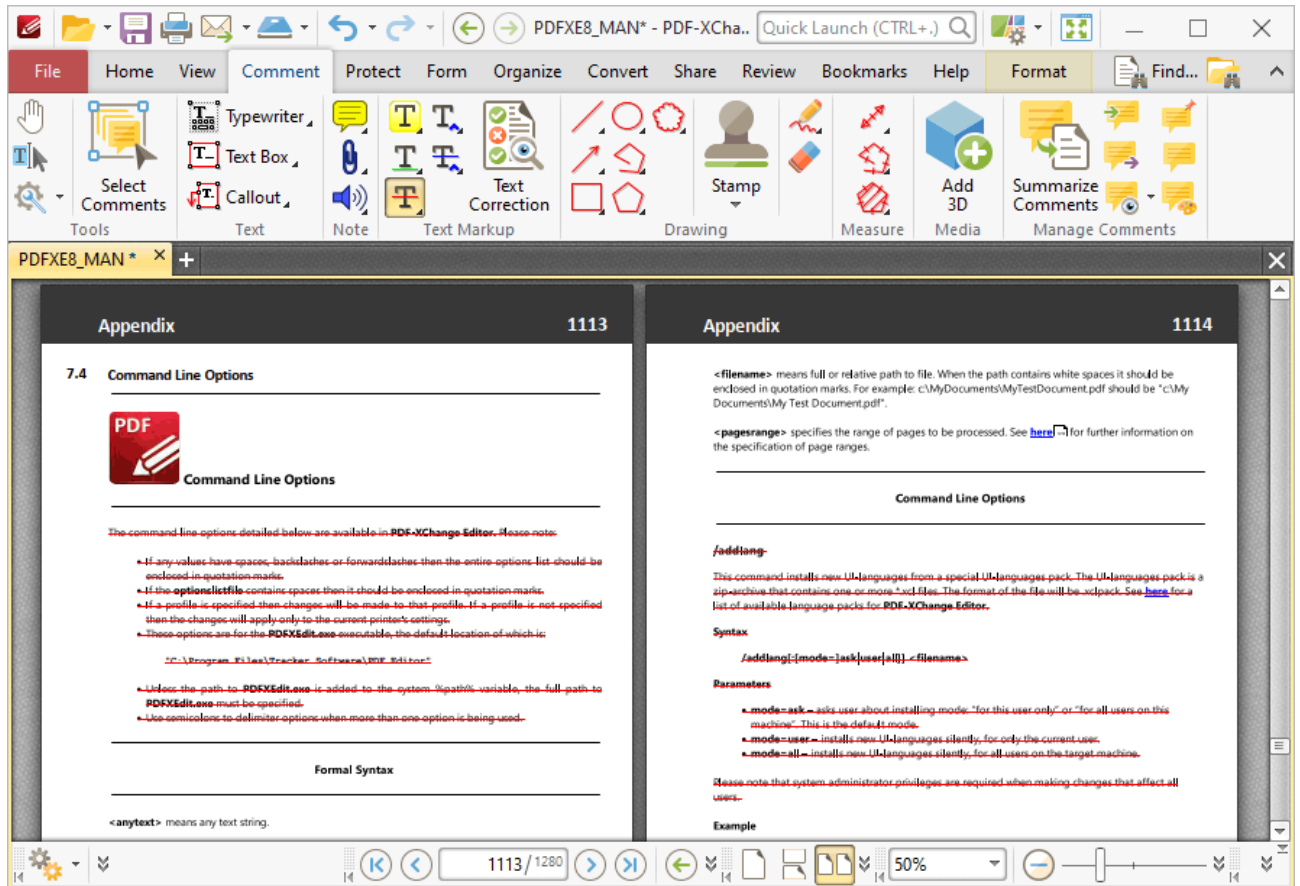 PDFXE8_MAN* - PDF-XCha.. Quick Launch (CTRL+.)
File Home View Comment Protect Form Organize Convert Share Review Bookmarks Help Format Find...
Typewriter
Text Box
Callout
Select
Comments
Text
Correction
Stamp
Add
3D
Summarize
Comments
Tools Text Note Text Markup Drawing Measure Media Manage Comments
PDFXE8_MAN *
Appendix 1113
7.4 Command Line Options
PDF
Command Line Options
The command line options detailed below are available in PDF-XChange Editor. Please note:
• If any values have spaces, backslashes or forwardslashes then the entire options list should be
enclosed in quotation marks.
• If the optionslistfile contains spaces then it should be enclosed in quotation marks.
• If a profile is specified then changes will be made to that profile. If a profile is not specified
then the changes will apply only to the current printer's settings.
• These options are for the PDFXEdit.exe executable, the default location of which is:
"C:\Program Files\Tracker Software\PDF Editor"
• Unless the path to PDFXEdit.exe is added to the system %path% variable, the full path to
PDFXEdit.exe must be specified.
• Use semicolons to delimiter options when more than one option is being used.
Formal Syntax
<anytext> means any text string.
Appendix 1114
<filename> means full or relative path to file. When the path contains white spaces it should be
enclosed in quotation marks. For example: c:\MyDocuments\MyTestDocument.pdf should be "c:\My
Documents\My Test Document.pdf".
<pagesrange> specifies the range of pages to be processed. See here for further information on
the specification of page ranges.
Command Line Options
/addlang
This command installs new UI-languages from a special UI-languages pack. The UI-languages pack is a
zip-archive that contains one or more *.xcl files. The format of the file will be .xclpack. See here for a
list of available language packs for PDF-XChange Editor.
Syntax
/addlang[:[mode=]ask|user|all}] <filename>
Parameters
• mode=ask – asks user about installing mode: "for this user only" or "for all users on this
machine". This is the default mode.
• mode=user – installs new UI-languages silently, for only the current user.
• mode=all – installs new UI-languages silently, for all users on the target machine.
Please note that system administrator privileges are required when making changes that affect all
users.
Example
1113 / 1280 50%